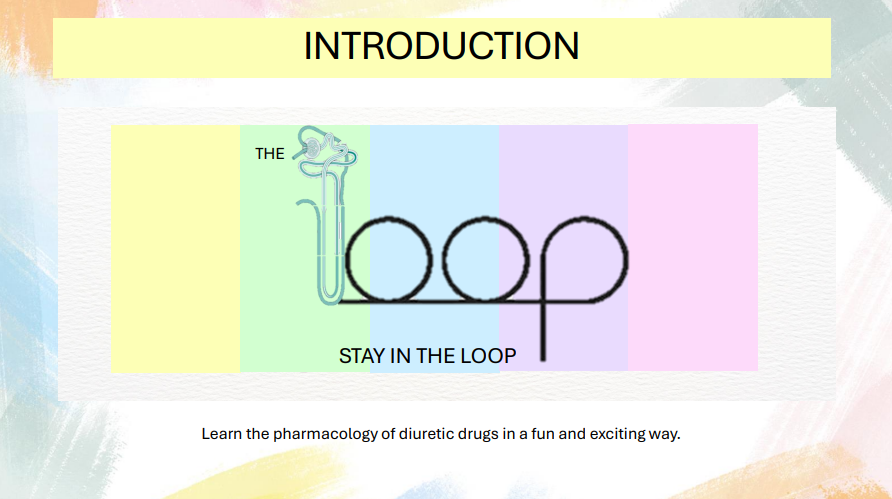 INTRODUCTION
THE
loop
STAY IN THE LOOP
Learn the pharmacology of diuretic drugs in a fun and exciting way.